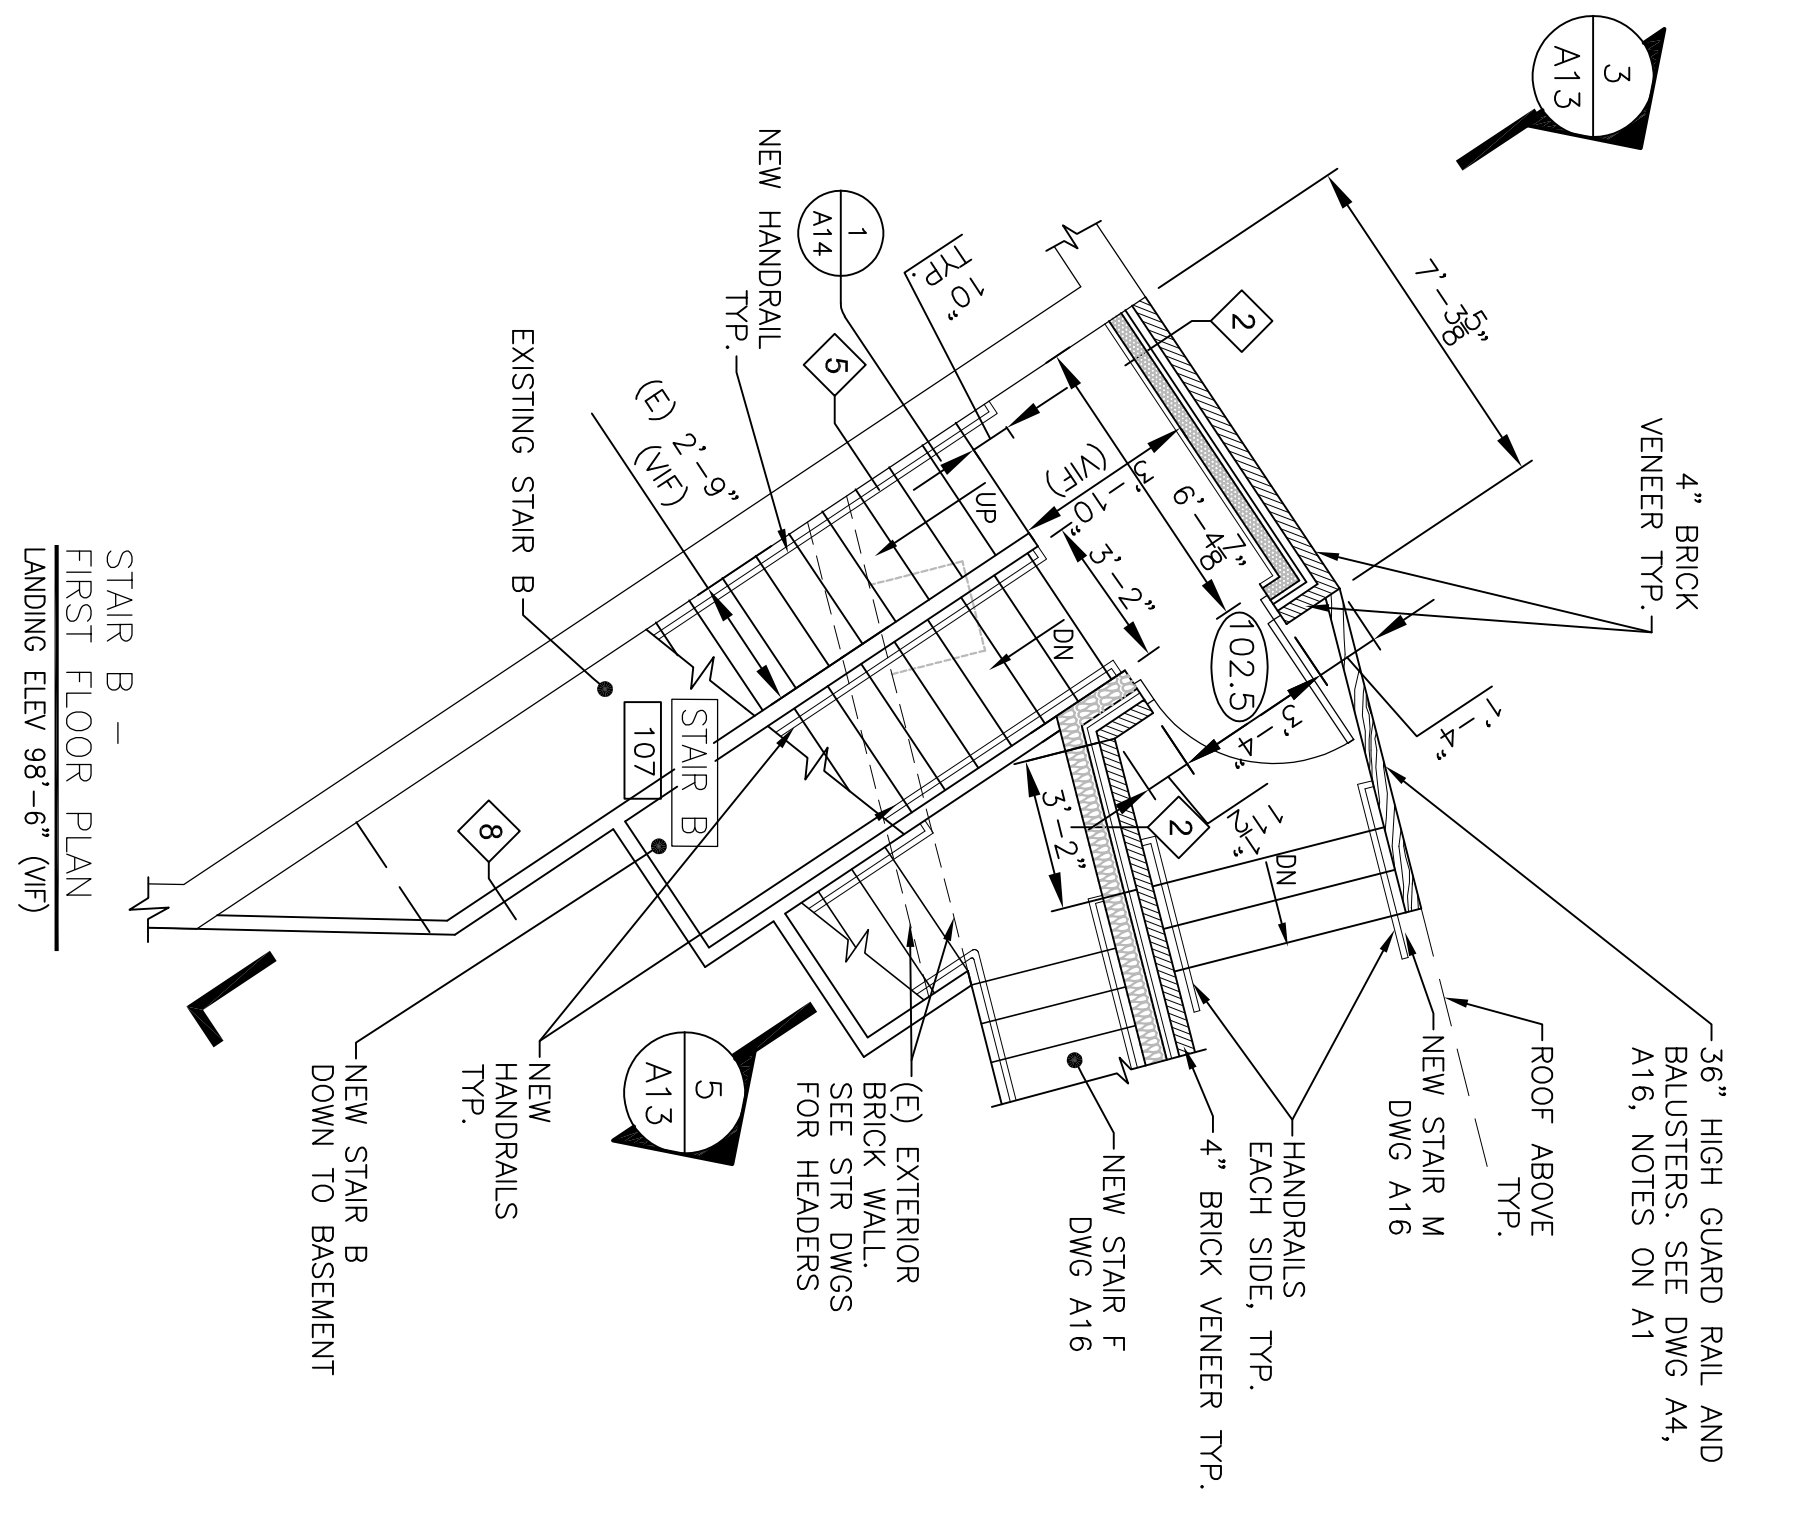 3
A13
7'-3 5/8"
4" BRICK
VENEER TYP.
2
10"
TYP.
1
A14
NEW HANDRAIL
TYP.
5
EXISTING STAIR B
(E) 2'-9"
(VIF)
UP
3'-10"
(VIF)
6'-4 7/8"
3'-2"
DN
102.5
1'-4"
3'-4"
11 1/2"
2
3'-2"
DN
STAIR B
107
8
36" HIGH GUARD RAIL AND
BALUSTERS. SEE DWG A4,
A16, NOTES ON A1
ROOF ABOVE
TYP.
NEW STAIR M
DWG A16
HANDRAILS
EACH SIDE, TYP.
4" BRICK VENEER TYP.
NEW STAIR F
DWG A16
(E) EXTERIOR
BRICK WALL.
SEE STR DWGS
FOR HEADERS
5
A13
NEW
HANDRAILS
TYP.
NEW STAIR B
DOWN TO BASEMENT
STAIR B -
FIRST FLOOR PLAN
LANDING ELEV 98'-6" (VIF)